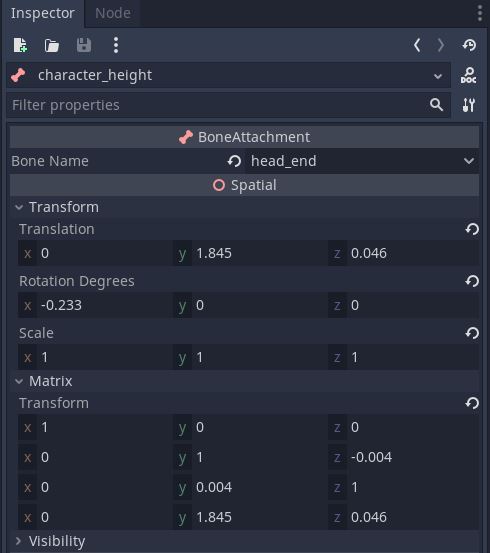 Inspector Node
character_height
DOC
Filter properties
BoneAttachment
Bone Name head_end
Spatial
Transform
Translation
x 0 y 1.845 z 0.046
Rotation Degrees
x -0.233 y 0 z 0
Scale
x 1 y 1 z 1
Matrix
Transform
x 1 y 0 z 0
x 0 y 1 z -0.004
x 0 y 0.004 z 1
x 0 y 1.845 z 0.046
Visibility